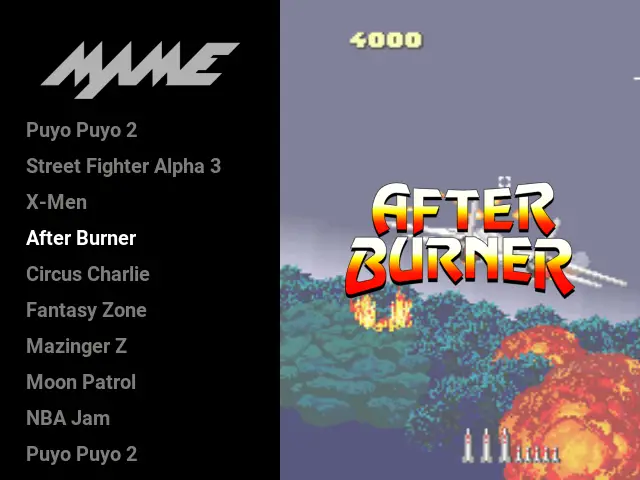 MAME
Puyo Puyo 2
Street Fighter Alpha 3
X-Men
After Burner
Circus Charlie
Fantasy Zone
Mazinger Z
Moon Patrol
NBA Jam
Puyo Puyo 2
4000
AFTER
BURNER